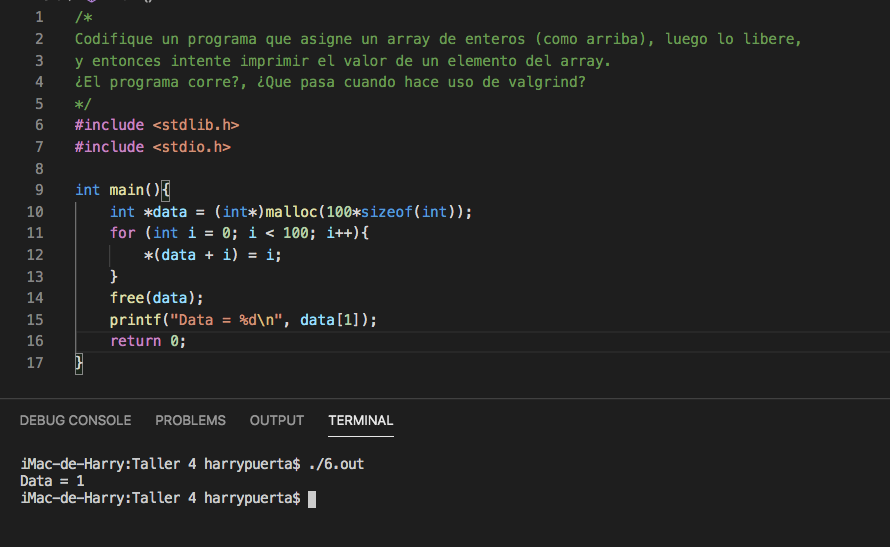 1 /*
2 Codifique un programa que asigne un array de enteros (como arriba), luego lo libere,
3 y entonces intente imprimir el valor de un elemento del array.
4 ¿El programa corre?, ¿Que pasa cuando hace uso de valgrind?
5 */
6 #include <stdlib.h>
7 #include <stdio.h>
8
9 int main(){
10 int *data = (int*)malloc(100*sizeof(int));
11 for (int i = 0; i < 100; i++){
12 *(data + i) = i;
13 }
14 free(data);
15 printf("Data = %d\n", data[1]);
16 return 0;
17 }
DEBUG CONSOLE PROBLEMS OUTPUT TERMINAL
iMac-de-Harry:Taller 4 harrypuerta$ ./6.out
Data = 1
iMac-de-Harry:Taller 4 harrypuerta$